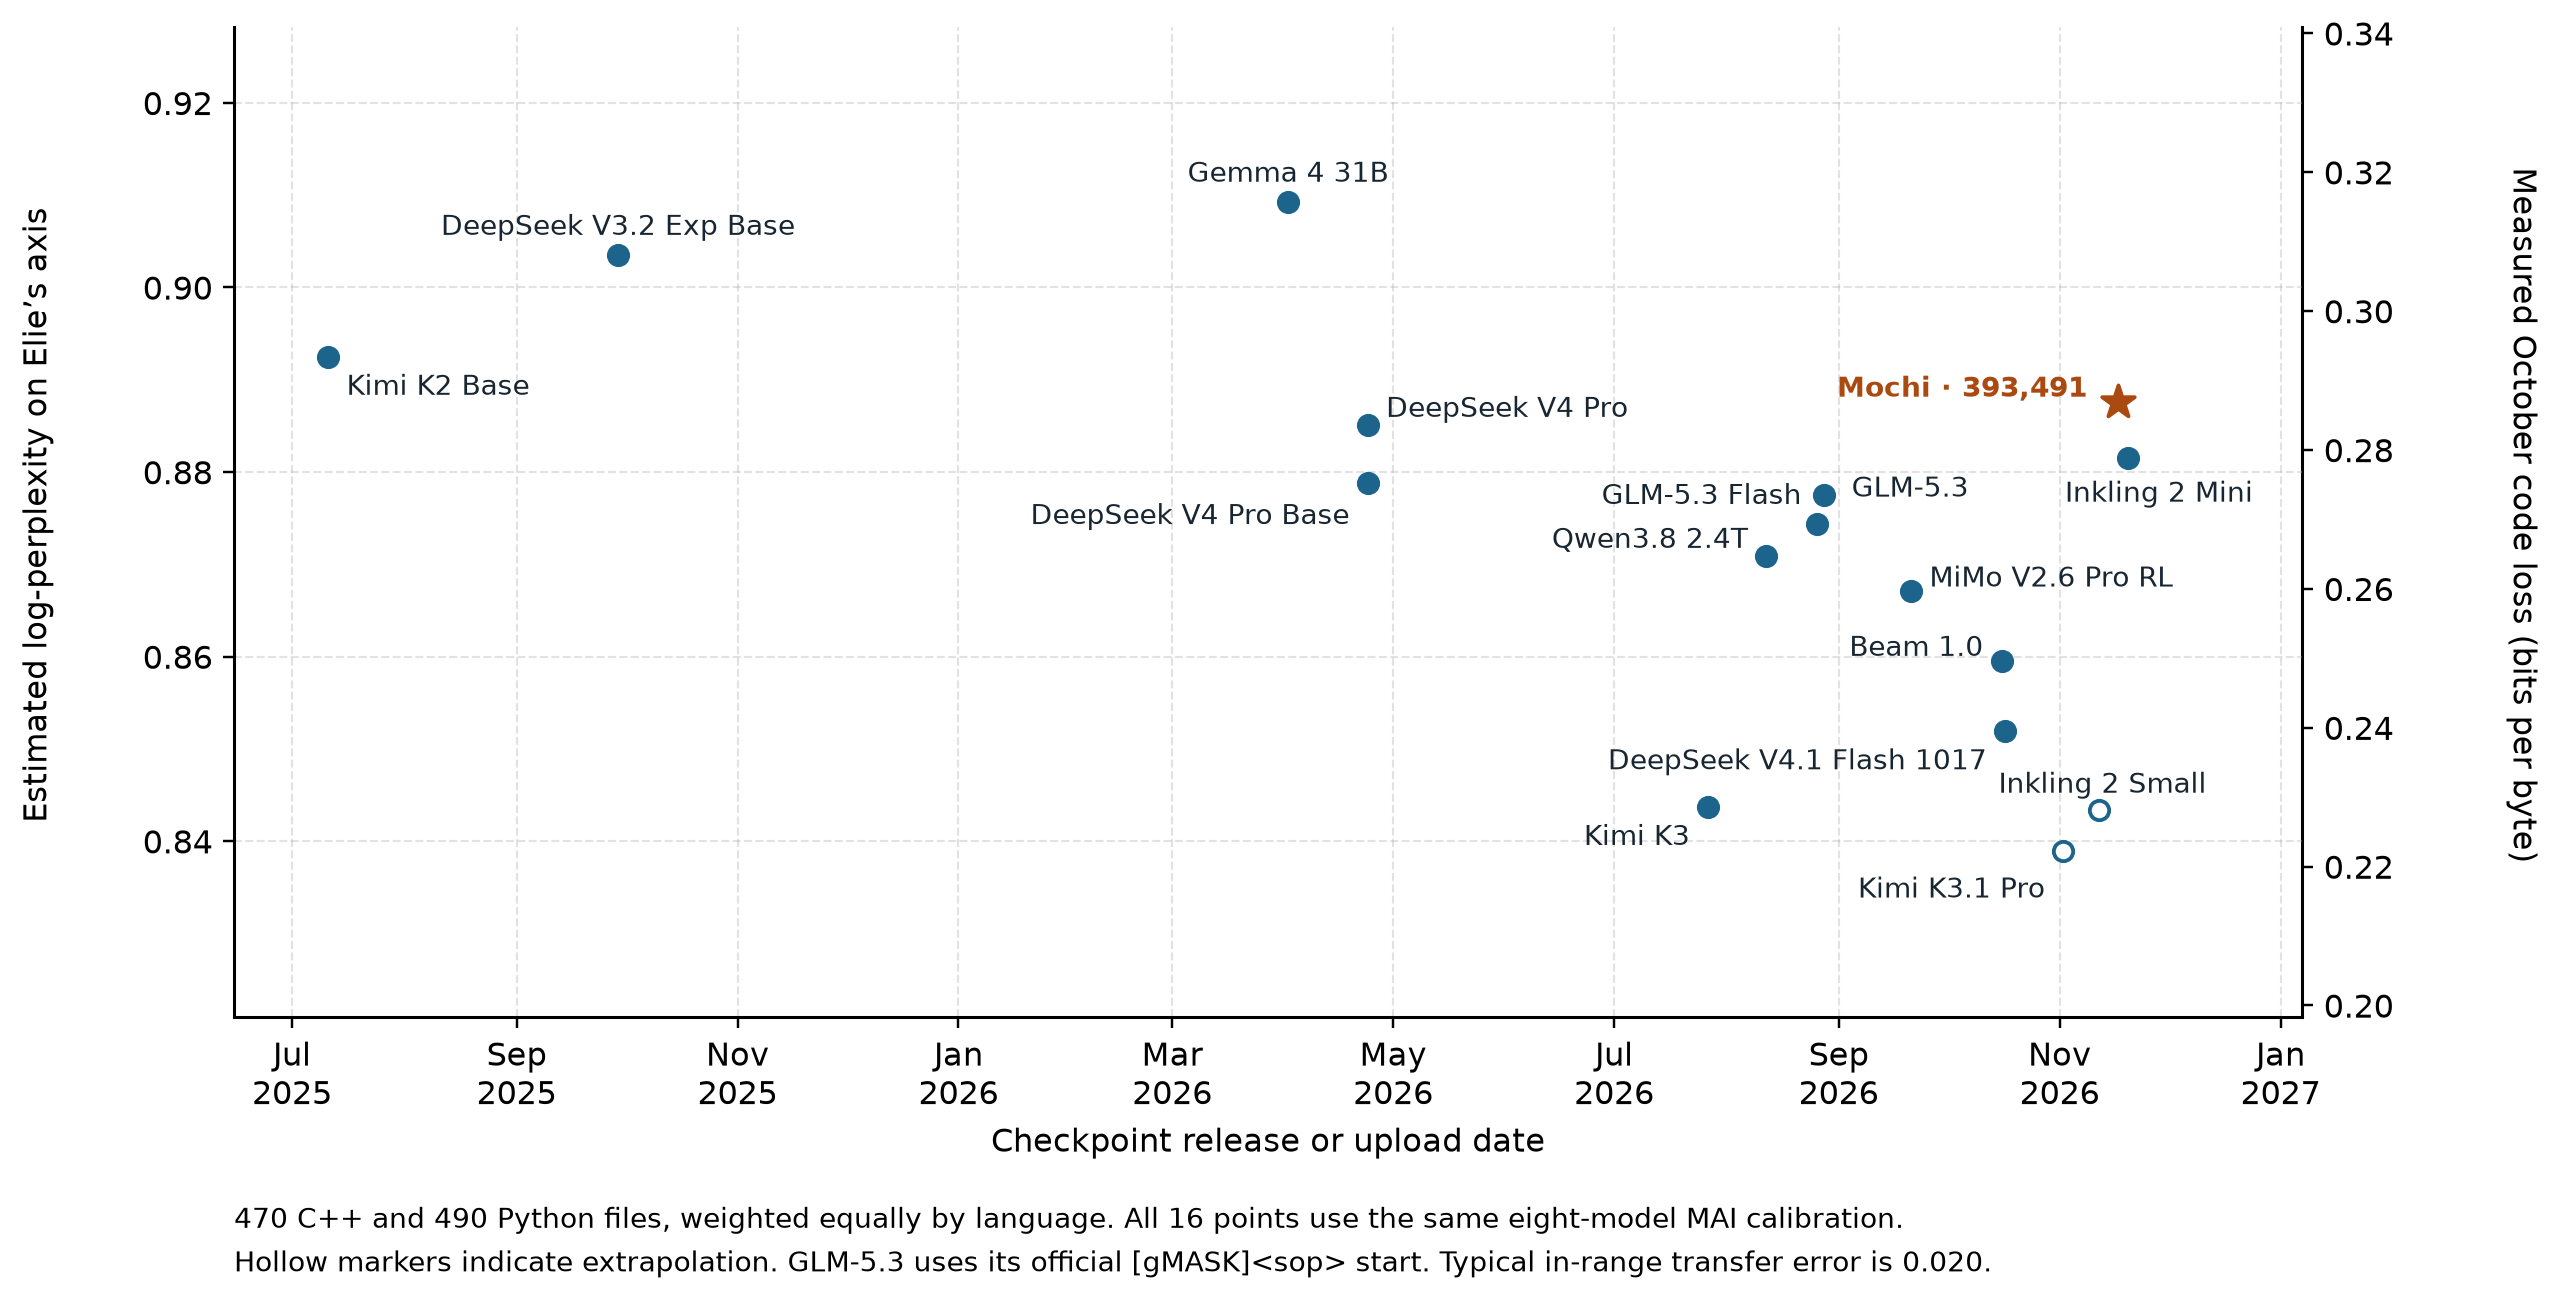 Estimated log-perplexity on Elie’s axis
0.92
0.90
0.88
0.86
0.84
Measured October code loss (bits per byte)
0.34
0.32
0.30
0.28
0.26
0.24
0.22
0.20
Gemma 4 31B
DeepSeek V3.2 Exp Base
Kimi K2 Base
Mochi · 393,491
DeepSeek V4 Pro
DeepSeek V4 Pro Base
GLM-5.3 Flash
GLM-5.3
Inkling 2 Mini
Qwen3.8 2.4T
MiMo V2.6 Pro RL
Beam 1.0
DeepSeek V4.1 Flash 1017
Inkling 2 Small
Kimi K3
Kimi K3.1 Pro
Jul
2025
Sep
2025
Nov
2025
Jan
2026
Mar
2026
May
2026
Jul
2026
Sep
2026
Nov
2026
Jan
2027
Checkpoint release or upload date
470 C++ and 490 Python files, weighted equally by language. All 16 points use the same eight-model MAI calibration.
Hollow markers indicate extrapolation. GLM-5.3 uses its official [gMASK]<sop> start. Typical in-range transfer error is 0.020.